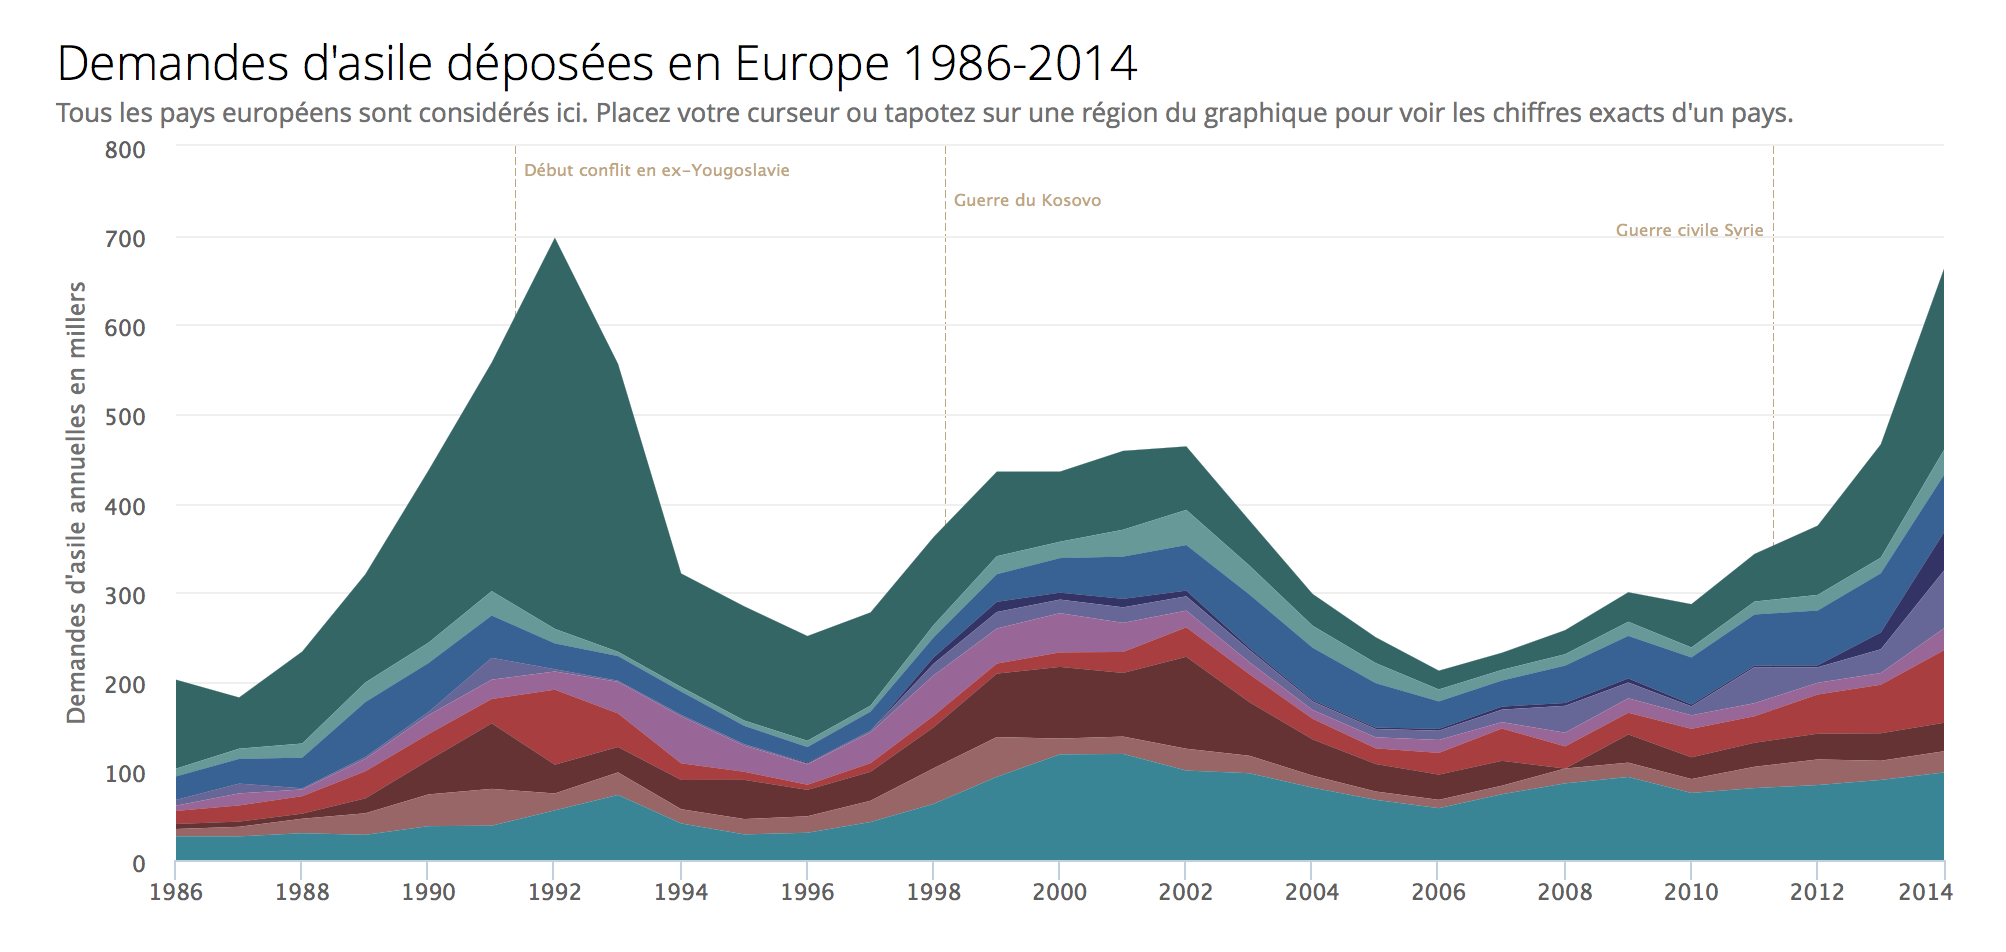 Demandes d'asile déposées en Europe 1986-2014
Tous les pays européens sont considérés ici. Placez votre curseur ou tapotez sur une région du graphique pour voir les chiffres exacts d'un pays.
Demandes d'asile annuelles en millers
800
700
600
500
400
300
200
100
0
Début conflit en ex-Yougoslavie
Guerre du Kosovo
Guerre civile Syrie
1986 1988 1990 1992 1994 1996 1998 2000 2002 2004 2006 2008 2010 2012 2014